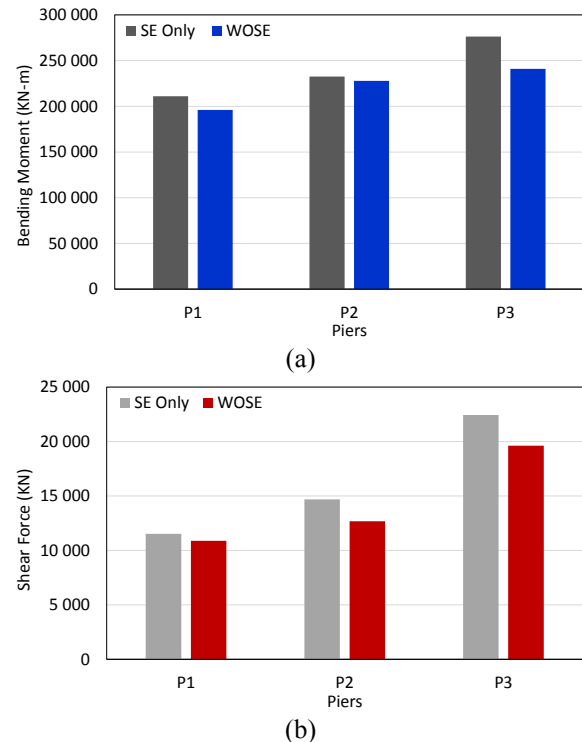 300 000
SE Only WOSE
250 000
200 000
150 000
100 000
50 000
0
Bending Moment (KN-m)
P1 P2 P3
Piers
(a)
25 000
SE Only WOSE
20 000
15 000
10 000
5 000
0
Shear Force (KN)
P1 P2 P3
Piers
(b)